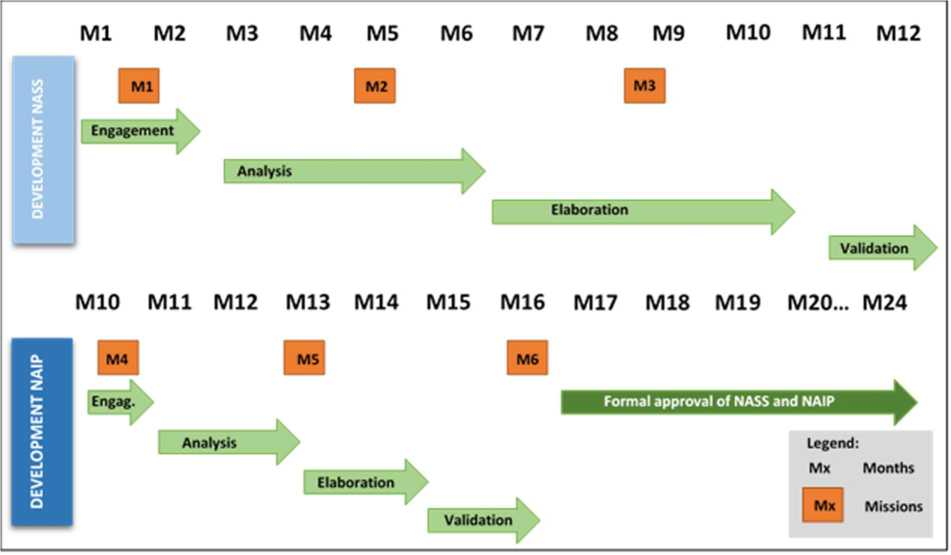 M1 M2 M3 M4 M5 M6 M7 M8 M9 M10 M11 M12
DEVELOPMENT NASS
M1 M2 M3
Engagement
Analysis
Elaboration
Validation
M10 M11 M12 M13 M14 M15 M16 M17 M18 M19 M20... M24
DEVELOPMENT NAIP
M4 M5 M6
Engag.
Formal approval of NASS and NAIP
Analysis
Elaboration
Validation
Legend:
Mx Months
Mx Missions